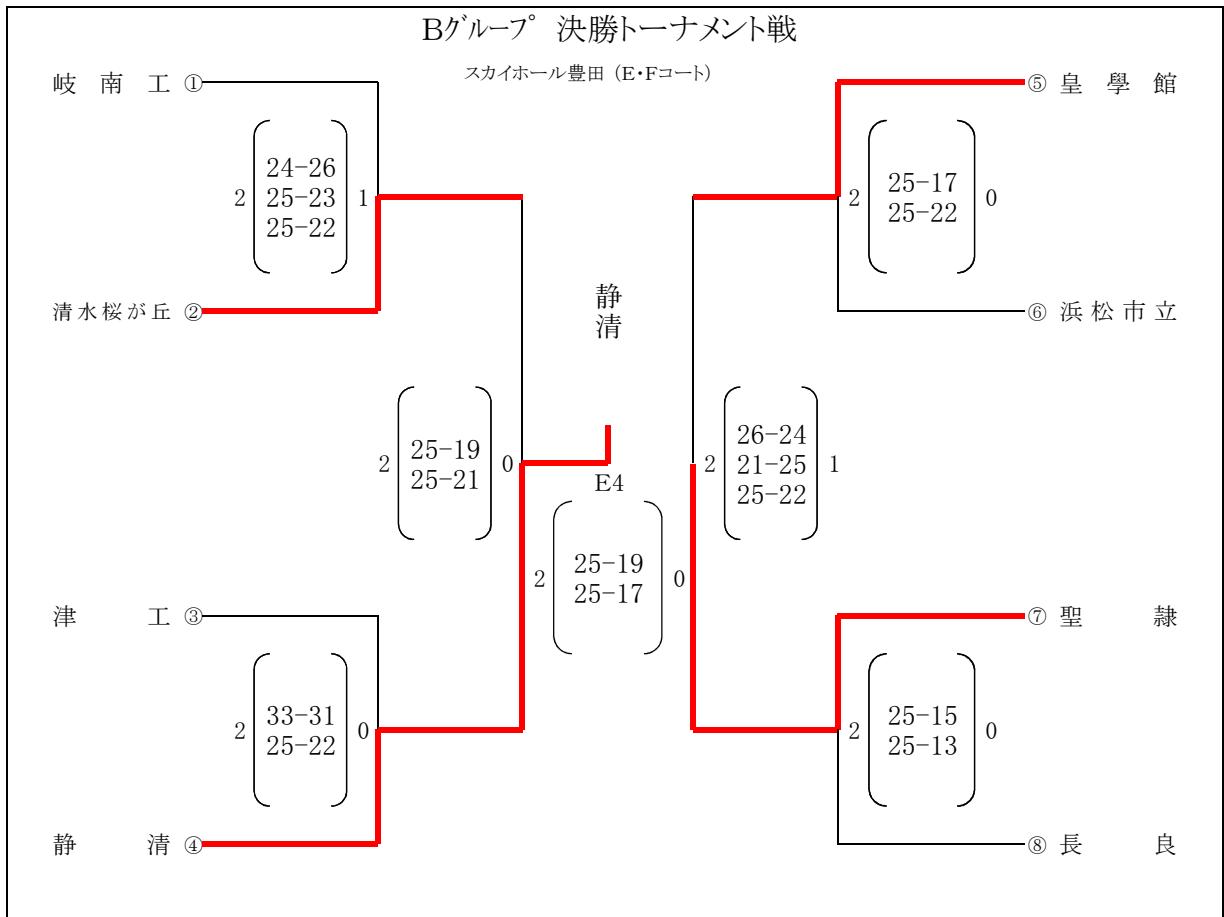 Bグループ 決勝トーナメント戦
スカイホール豊田 (E・Fコート)
岐南工 ①
2
24-26
25-23
25-22
1
清水桜が丘 ②
⑤ 皇學館
2
25-17
25-22
0
⑥ 浜松市立
静清
2
25-19
25-21
0
E4
2
25-19
25-17
0
2
26-24
21-25
25-22
1
津工 ③
2
33-31
25-22
0
静清 ④
⑦ 聖隷
2
25-15
25-13
0
⑧ 長良